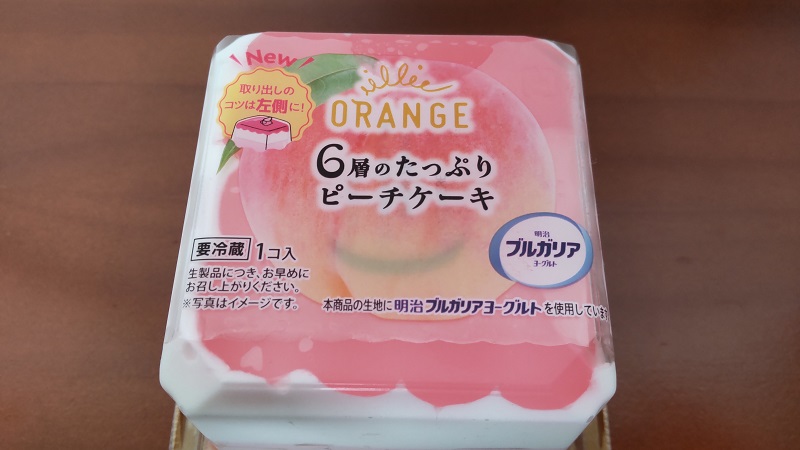 New
取り出しの
コツは左側に!
ORANGE
6層のたっぷり
ピーチケーキ
明治
ブルガリア
ヨーグルト
要冷蔵 1コ入
生製品につき、お早めに
お召し上がりください。
※写真はイメージです。
本商品の生地に明治ブルガリアヨーグルトを使用しています